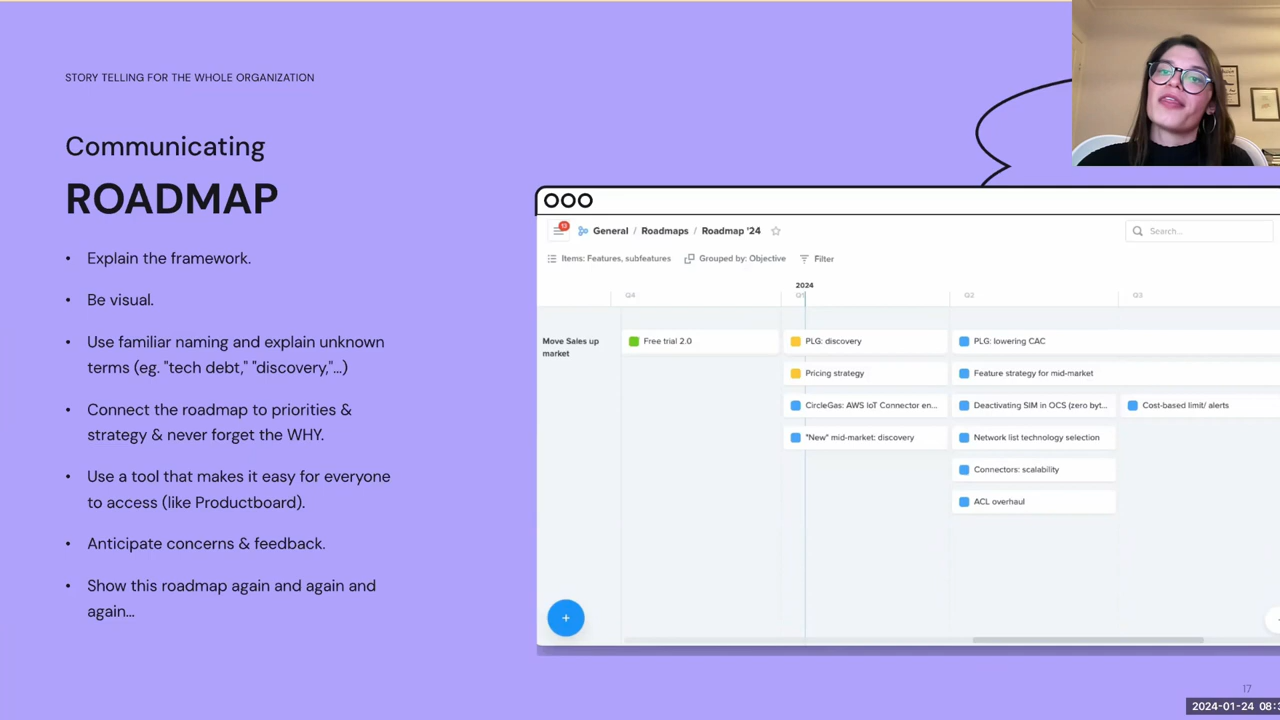 STORY TELLING FOR THE WHOLE ORGANIZATION
Communicating
ROADMAP
• Explain the framework.
• Be visual.
• Use familiar naming and explain unknown
terms (eg. "tech debt," "discovery,"...)
• Connect the roadmap to priorities &
strategy & never forget the WHY.
• Use a tool that makes it easy for everyone
to access (like Productboard).
• Anticipate concerns & feedback.
• Show this roadmap again and again and
again...
13
General / Roadmaps / Roadmap '24
Search...
Items: Features, subfeatures
Grouped by: Objective
Filter
2024
Q4
Q1
Q2
Q3
Move Sales up
market
Free trial 2.0
PLG: discovery
PLG: lowering CAC
Pricing strategy
Feature strategy for mid-market
CircleGas: AWS IoT Connector en...
Deactivating SIM in OCS (zero byt...
Cost-based limit/ alerts
"New" mid-market: discovery
Network list technology selection
Connectors: scalability
ACL overhaul
+
17
2024-01-24 08: